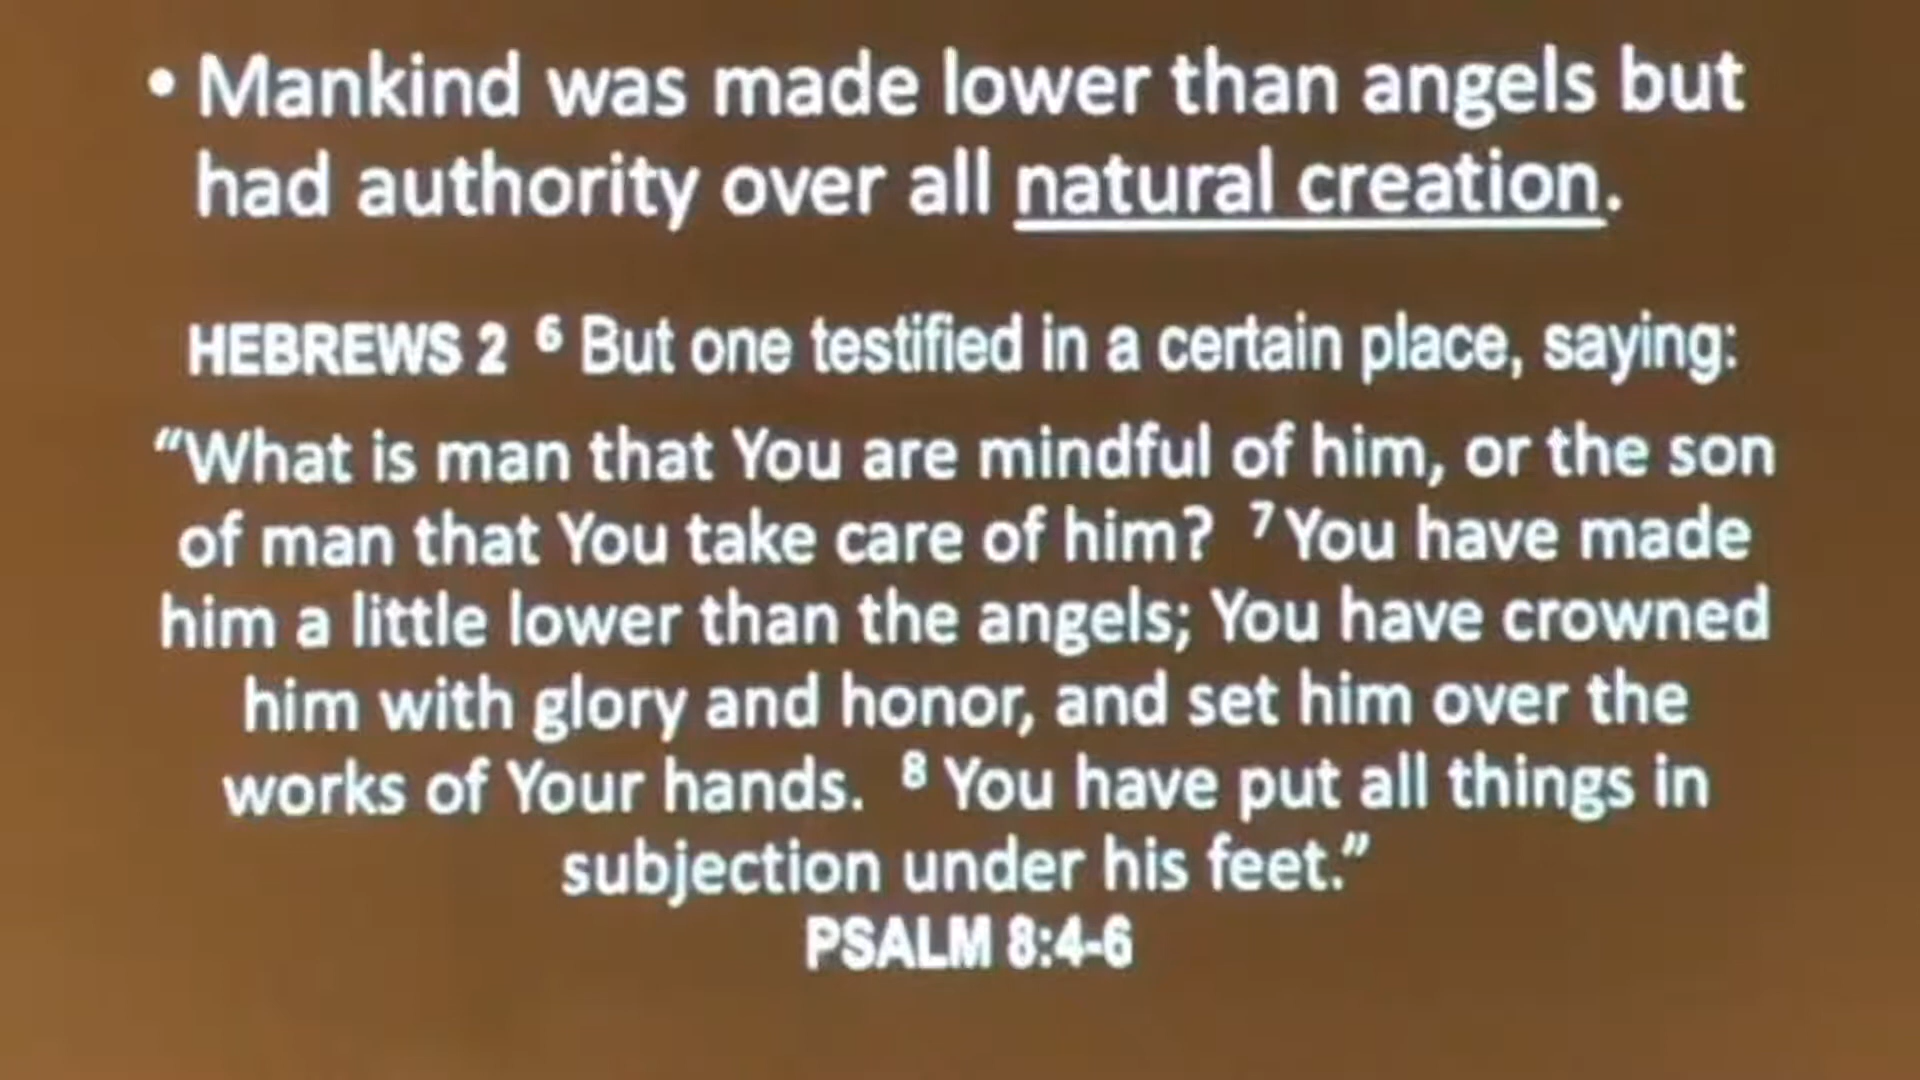 • Mankind was made lower than angels but
had authority over all natural creation.
HEBREWS 2 ⁶ But one testified in a certain place, saying:
“What is man that You are mindful of him, or the son
of man that You take care of him? ⁷ You have made
him a little lower than the angels; You have crowned
him with glory and honor, and set him over the
works of Your hands. ⁸ You have put all things in
subjection under his feet.”
PSALM 8:4-6